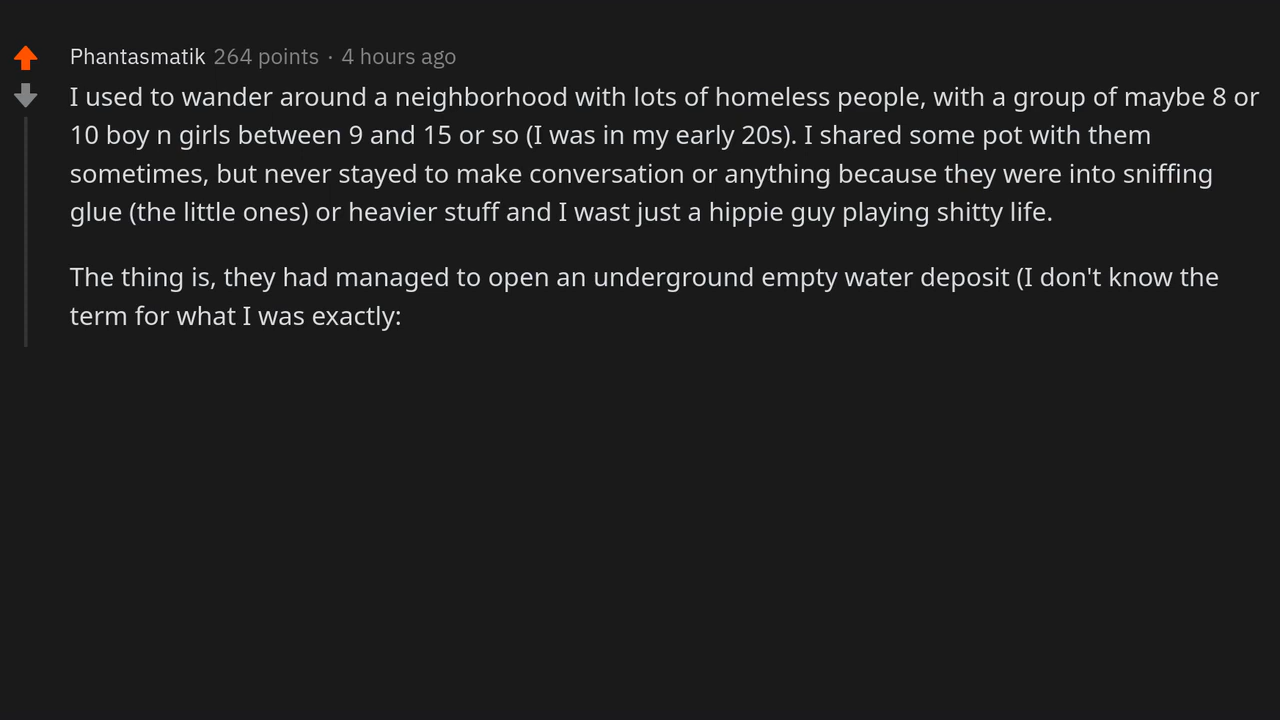 Phantasmatik 264 points · 4 hours ago
I used to wander around a neighborhood with lots of homeless people, with a group of maybe 8 or
10 boy n girls between 9 and 15 or so (I was in my early 20s). I shared some pot with them
sometimes, but never stayed to make conversation or anything because they were into sniffing
glue (the little ones) or heavier stuff and I wast just a hippie guy playing shitty life.
The thing is, they had managed to open an underground empty water deposit (I don't know the
term for what I was exactly: